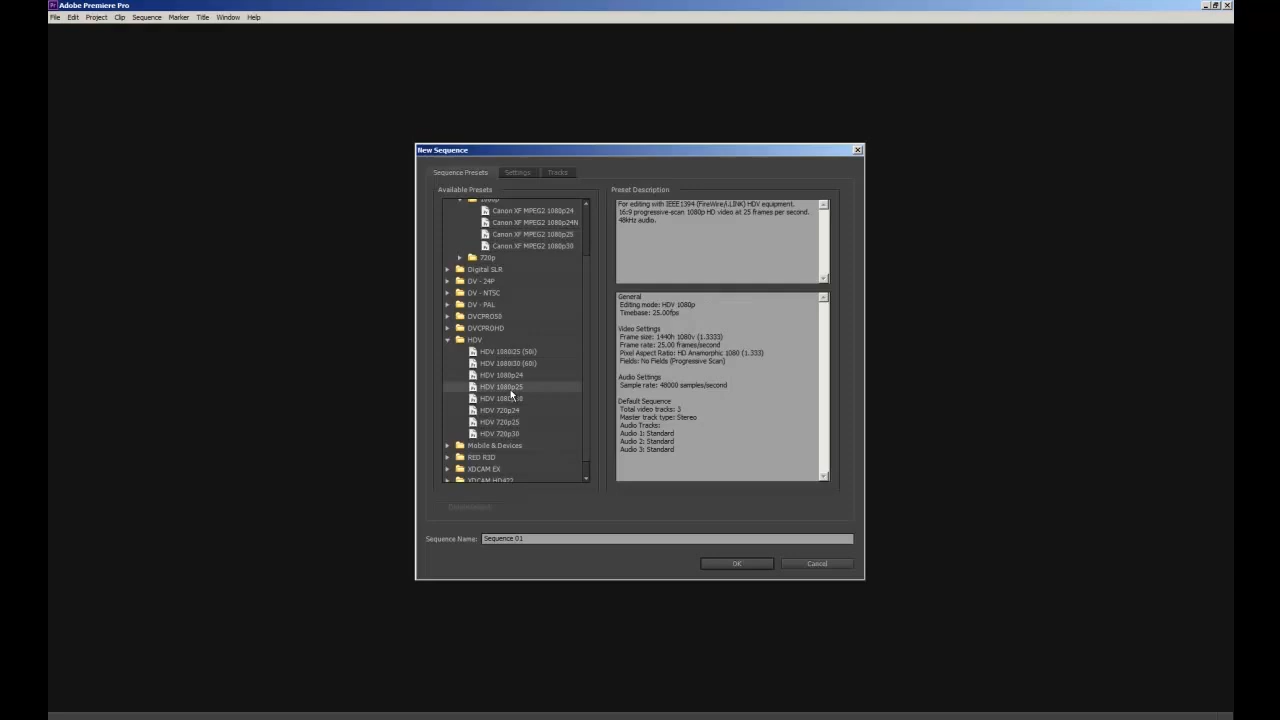 Adobe Premiere Pro
File Edit Project Clip Sequence Marker Title Window Help
New Sequence
Sequence Presets Settings Tracks
Available Presets
1080p
Canon XF MPEG2 1080p24
Canon XF MPEG2 1080p24N
Canon XF MPEG2 1080p25
Canon XF MPEG2 1080p30
720p
Digital SLR
DV - 24P
DV - NTSC
DV - PAL
DVCPRO50
DVCPROHD
HDV
HDV 1080i25 (50i)
HDV 1080i30 (60i)
HDV 1080p24
HDV 1080p25
HDV
HDV 720p24
HDV 720p25
HDV 720p30
Mobile & Devices
RED R3D
XDCAM EX
XDCAM HD422
Preset Description
For editing with IEEE1394 (FireWire/i.LINK) HDV equipment.
16:9 progressive-scan 1080p HD video at 25 frames per second.
48kHz audio.
General
Editing mode: HDV 1080p
Timebase: 25.00fps
Video Settings
Frame size: 1440h 1080v (1.3333)
Frame rate: 25.00 frames/second
Pixel Aspect Ratio: HD Anamorphic 1080 (1.333)
Fields: No Fields (Progressive Scan)
Audio Settings
Sample rate: 48000 samples/second
Default Sequence
Total video tracks: 3
Master track type: Stereo
Audio Tracks:
Audio 1: Standard
Audio 2: Standard
Audio 3: Standard
Sequence Name: Sequence 01
OK Cancel